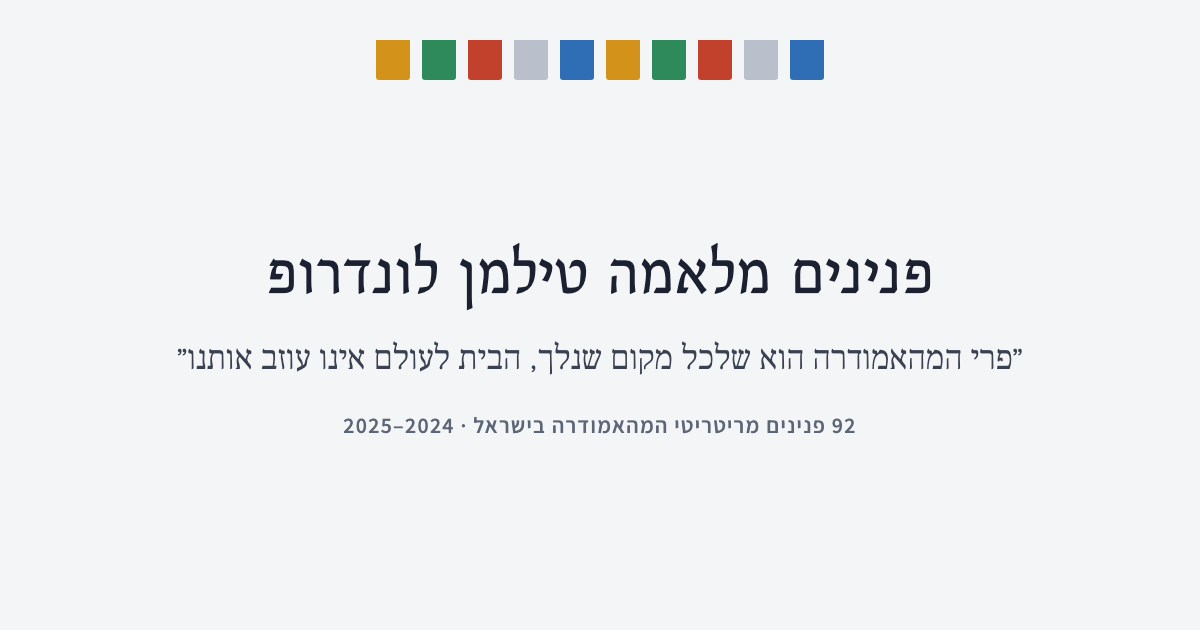 פנינים מלאמה טילמן לונדרופ
”פרי המהאמודרה הוא שלכל מקום שנלך, הבית לעולם אינו עוזב אותנו”
92 פנינים מריטריטי המהאמודרה בישראל · 2024–2025